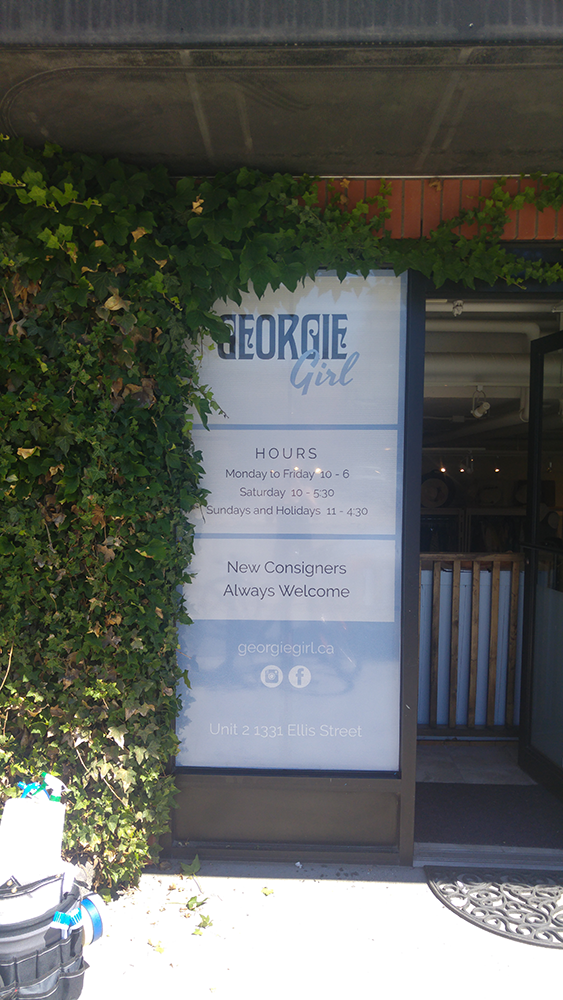 GEORGIE
Girl
HOURS
Monday to Friday 10 - 6
Saturday 10 - 5:30
Sundays and Holidays 11 - 4:30
New Consigners
Always Welcome
georgiegirl.ca
Unit 2 1331 Ellis Street